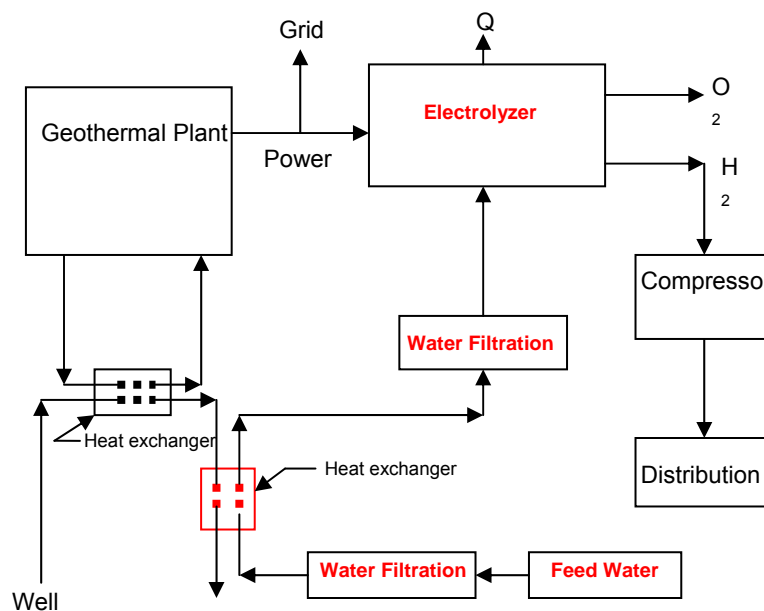 Q
Grid
Electrolyzer
O
2
Geothermal Plant
Power
H
2
Compresso
Water Filtration
Heat exchanger
Heat exchanger
Distribution
Water Filtration
Feed Water
Well